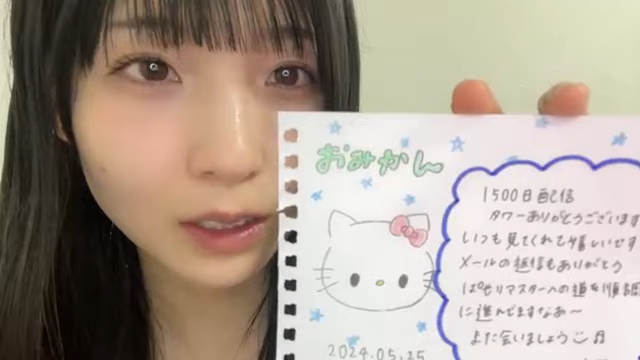 おみかん
1500日配信
タワーありがとうございます
いつも見てくれて嬉しいです
メールの返信もありがとう
ぱせりマスターへの道を順調
に進んでますなあ〜
また会いましょう
2024.05.25